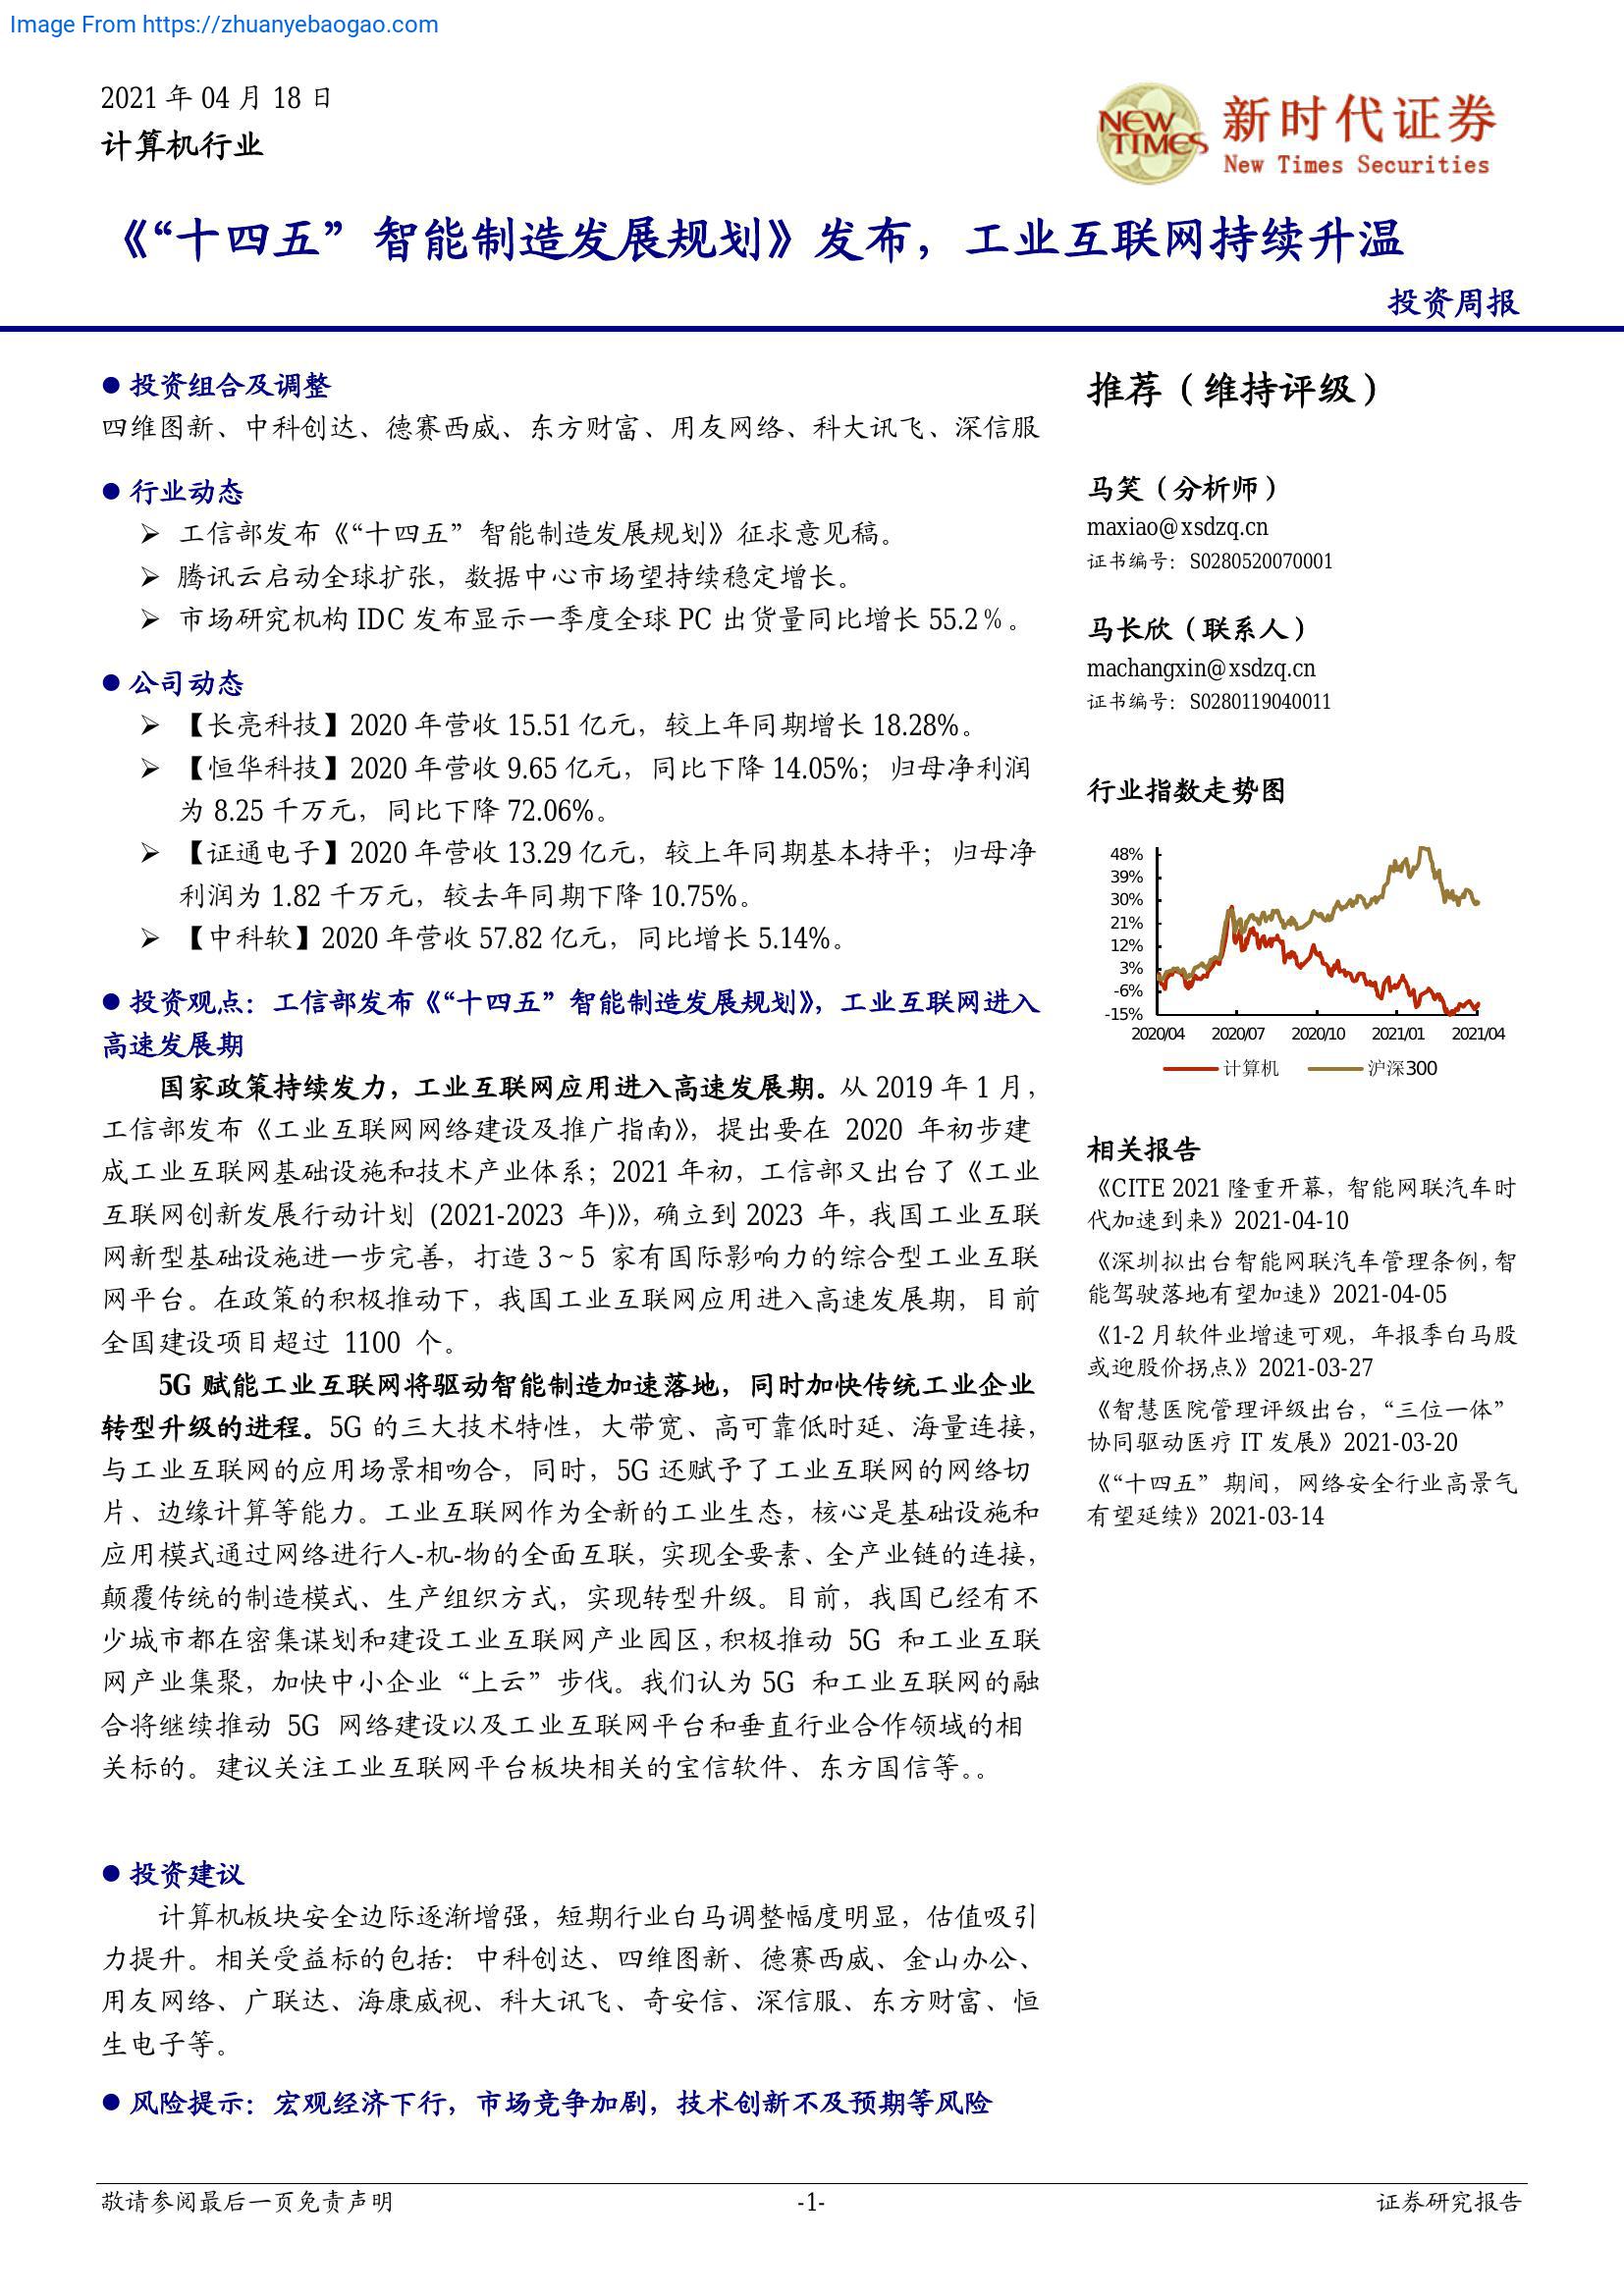 Image From https://zhuanyebaogao.com
2021 年 04 月 18 日
计算机行业
NEW TIMES
新时代证券
New Times Securities
《“十四五”智能制造发展规划》发布，工业互联网持续升温
投资周报
● 投资组合及调整
四维图新、中科创达、德赛西威、东方财富、用友网络、科大讯飞、深信服
● 行业动态
➢ 工信部发布《“十四五”智能制造发展规划》征求意见稿。
➢ 腾讯云启动全球扩张，数据中心市场望持续稳定增长。
➢ 市场研究机构 IDC 发布显示一季度全球 PC 出货量同比增长 55.2％。
● 公司动态
➢ 【长亮科技】2020 年营收 15.51 亿元，较上年同期增长 18.28%。
➢ 【恒华科技】2020 年营收 9.65 亿元，同比下降 14.05%；归母净利润
为 8.25 千万元，同比下降 72.06%。
➢ 【证通电子】2020 年营收 13.29 亿元，较上年同期基本持平；归母净
利润为 1.82 千万元，较去年同期下降 10.75%。
➢ 【中科软】2020 年营收 57.82 亿元，同比增长 5.14%。
● 投资观点：工信部发布《“十四五”智能制造发展规划》，工业互联网进入
高速发展期
国家政策持续发力，工业互联网应用进入高速发展期。从 2019 年 1 月，
工信部发布《工业互联网网络建设及推广指南》，提出要在 2020 年初步建
成工业互联网基础设施和技术产业体系；2021 年初，工信部又出台了《工业
互联网创新发展行动计划 (2021-2023 年)》，确立到 2023 年，我国工业互联
网新型基础设施进一步完善，打造 3～5 家有国际影响力的综合型工业互联
网平台。在政策的积极推动下，我国工业互联网应用进入高速发展期，目前
全国建设项目超过 1100 个。
5G 赋能工业互联网将驱动智能制造加速落地，同时加快传统工业企业
转型升级的进程。5G 的三大技术特性，大带宽、高可靠低时延、海量连接，
与工业互联网的应用场景相吻合，同时，5G 还赋予了工业互联网的网络切
片、边缘计算等能力。工业互联网作为全新的工业生态，核心是基础设施和
应用模式通过网络进行人-机-物的全面互联，实现全要素、全产业链的连接，
颠覆传统的制造模式、生产组织方式，实现转型升级。目前，我国已经有不
少城市都在密集谋划和建设工业互联网产业园区，积极推动 5G 和工业互联
网产业集聚，加快中小企业“上云”步伐。我们认为 5G 和工业互联网的融
合将继续推动 5G 网络建设以及工业互联网平台和垂直行业合作领域的相
关标的。建议关注工业互联网平台板块相关的宝信软件、东方国信等。。
● 投资建议
计算机板块安全边际逐渐增强，短期行业白马调整幅度明显，估值吸引
力提升。相关受益标的包括：中科创达、四维图新、德赛西威、金山办公、
用友网络、广联达、海康威视、科大讯飞、奇安信、深信服、东方财富、恒
生电子等。
● 风险提示：宏观经济下行，市场竞争加剧，技术创新不及预期等风险
推荐（维持评级）
马笑（分析师）
maxiao@xsdzq.cn
证书编号：S0280520070001
马长欣（联系人）
machangxin@xsdzq.cn
证书编号：S0280119040011
行业指数走势图
48%
39%
30%
21%
12%
3%
-6%
-15%
2020/04 2020/07 2020/10 2021/01 2021/04
计算机 沪深300
相关报告
《CITE 2021 隆重开幕，智能网联汽车时
代加速到来》2021-04-10
《深圳拟出台智能网联汽车管理条例，智
能驾驶落地有望加速》2021-04-05
《1-2 月软件业增速可观，年报季白马股
或迎股价拐点》2021-03-27
《智慧医院管理评级出台，“三位一体”
协同驱动医疗 IT 发展》2021-03-20
《“十四五”期间，网络安全行业高景气
有望延续》2021-03-14
敬请参阅最后一页免责声明 -1- 证券研究报告